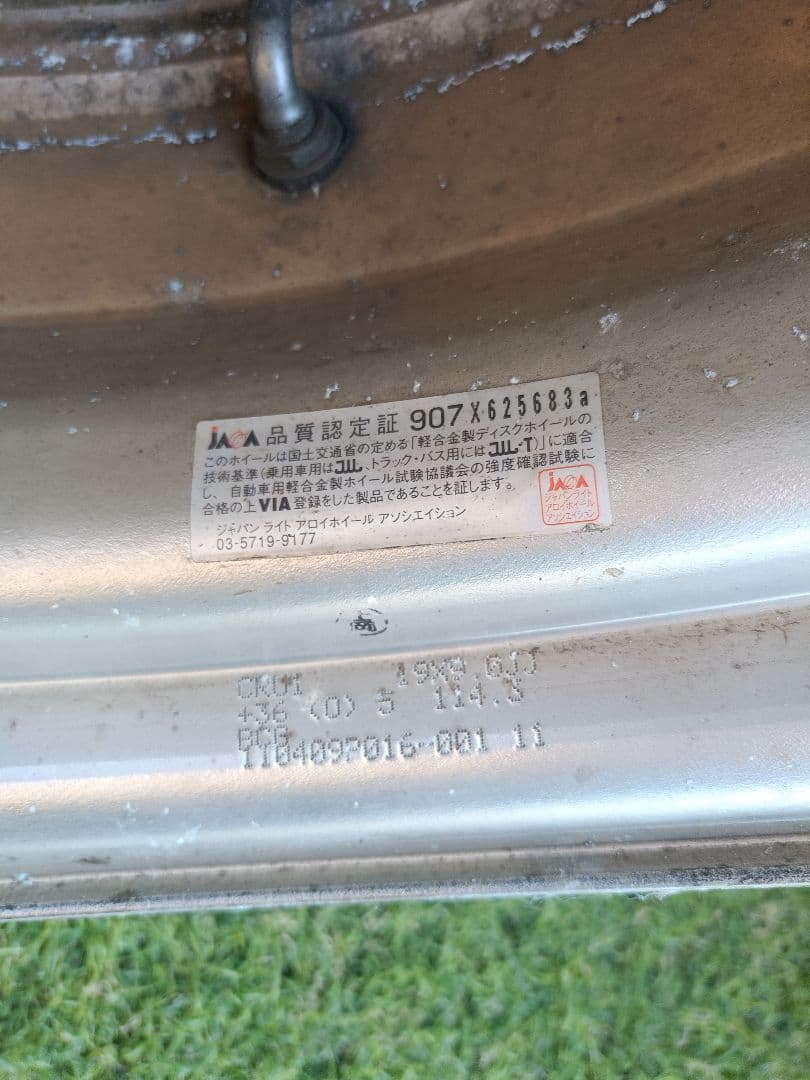 JAWA 品質認定証 907 X625683a
このホイールは国土交通省の定める「軽合金製ディスクホイールの
技術基準(乗用車用はJWL、トラック・バス用にはJWL-T)」に適合
し、自動車用軽合金製ホイール試験協議会の強度確認試験に
合格の上VIA登録をした製品であることを証します。
ジャパン ライト アロイホイール アソシエイション
03-5719-9177
JAWA
ジャパン ライト
アロイホイール
アソシエイション
商
+36 (0) 5 114.3
110409P016-001 11